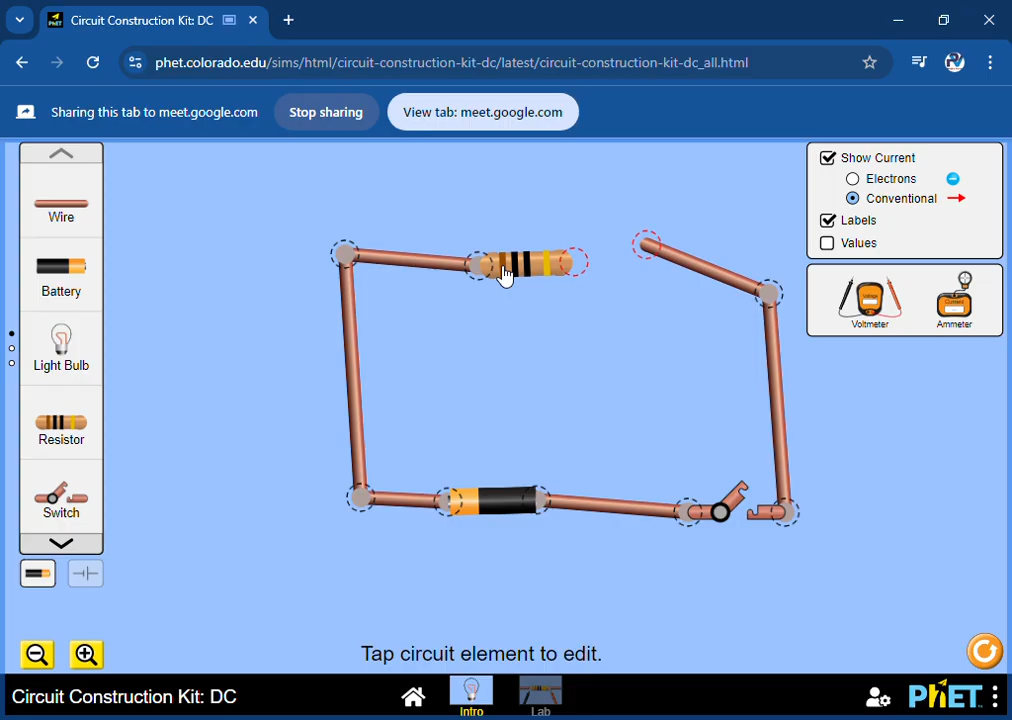 Circuit Construction Kit: DC
phet.colorado.edu/sims/html/circuit-construction-kit-dc/latest/circuit-construction-kit-dc_all.html
Sharing this tab to meet.google.com
Stop sharing
View tab: meet.google.com
Wire
Battery
Light Bulb
Resistor
Switch
Show Current
Electrons
Conventional
Labels
Values
Voltmeter
Ammeter
Tap circuit element to edit.
Circuit Construction Kit: DC
Intro
Lab
PhET